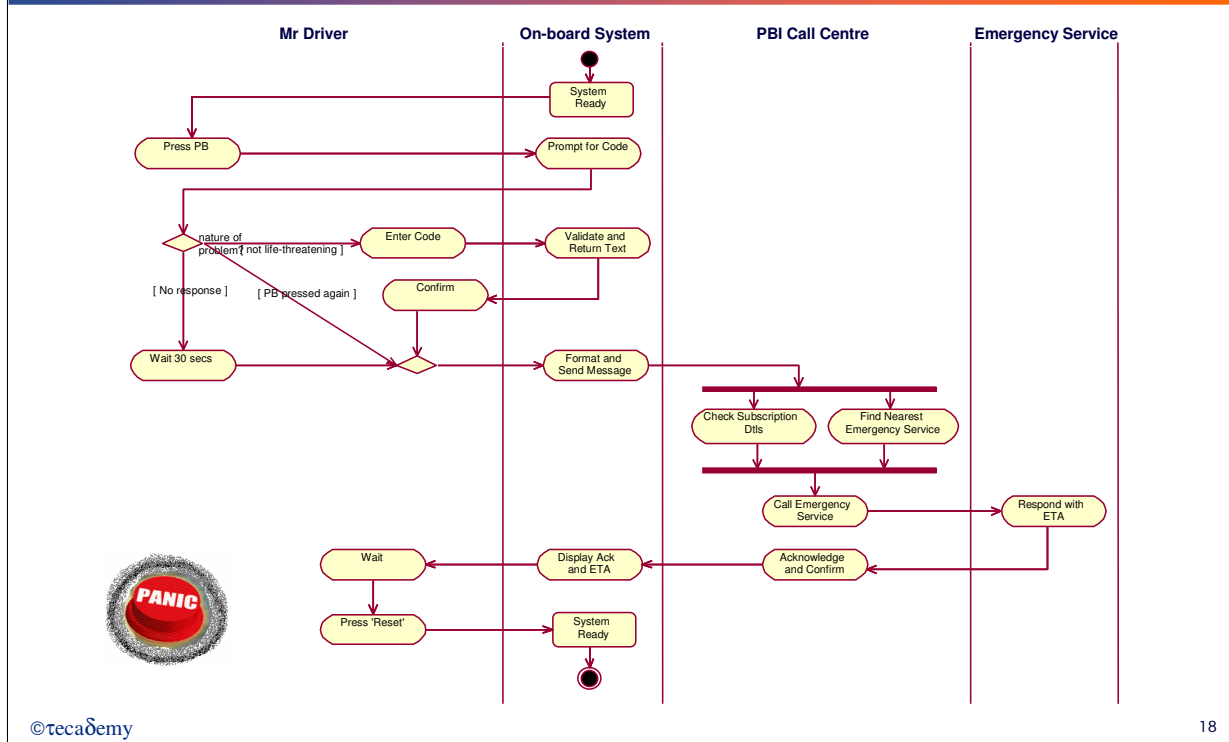 Mr Driver
On-board System
PBI Call Centre
Emergency Service
System
Ready
Press PB
Prompt for Code
nature of
problem?
[ not life-threatening ]
Enter Code
Validate and
Return Text
[ No response ]
[ PB pressed again ]
Confirm
Wait 30 secs
Format and
Send Message
Check Subscription
Dtls
Find Nearest
Emergency Service
Call Emergency
Service
Respond with
ETA
Wait
Display Ack
and ETA
Acknowledge
and Confirm
PANIC
Press 'Reset'
System
Ready
©τecaδemy
18